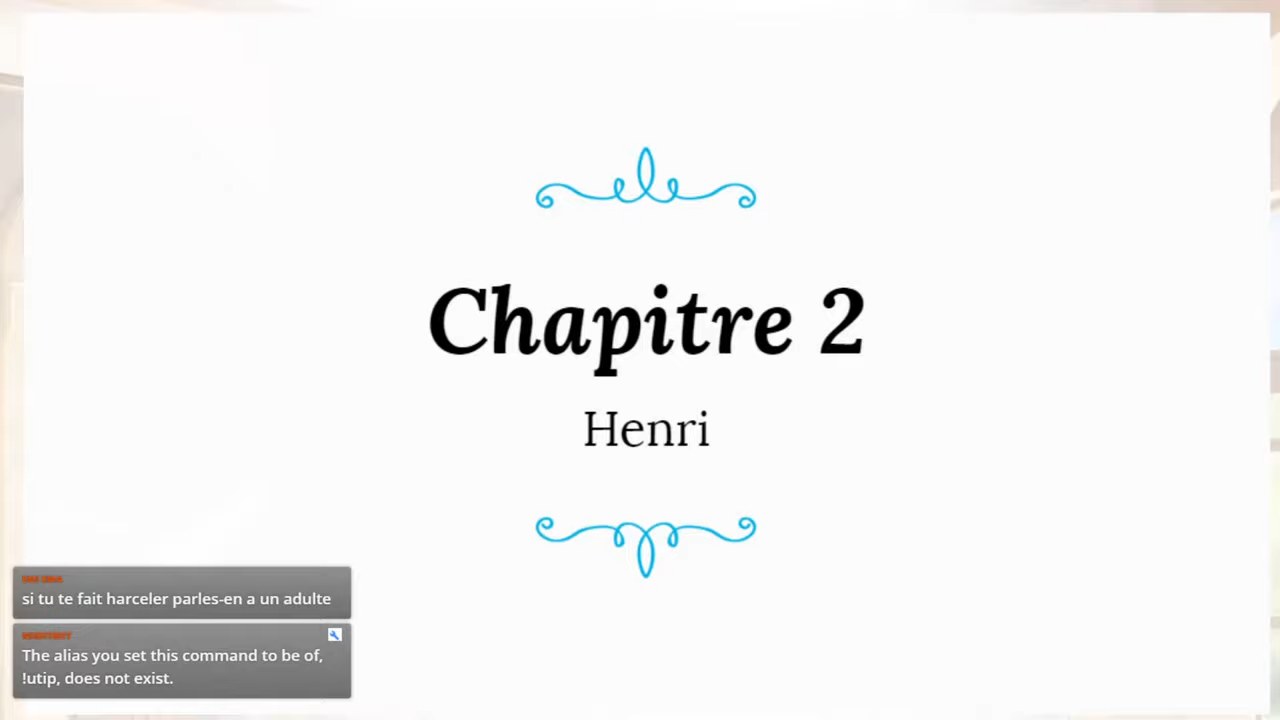 Chapitre 2
Henri
si tu te fait harceler parles-en a un adulte
The alias you set this command to be of,
!utip, does not exist.